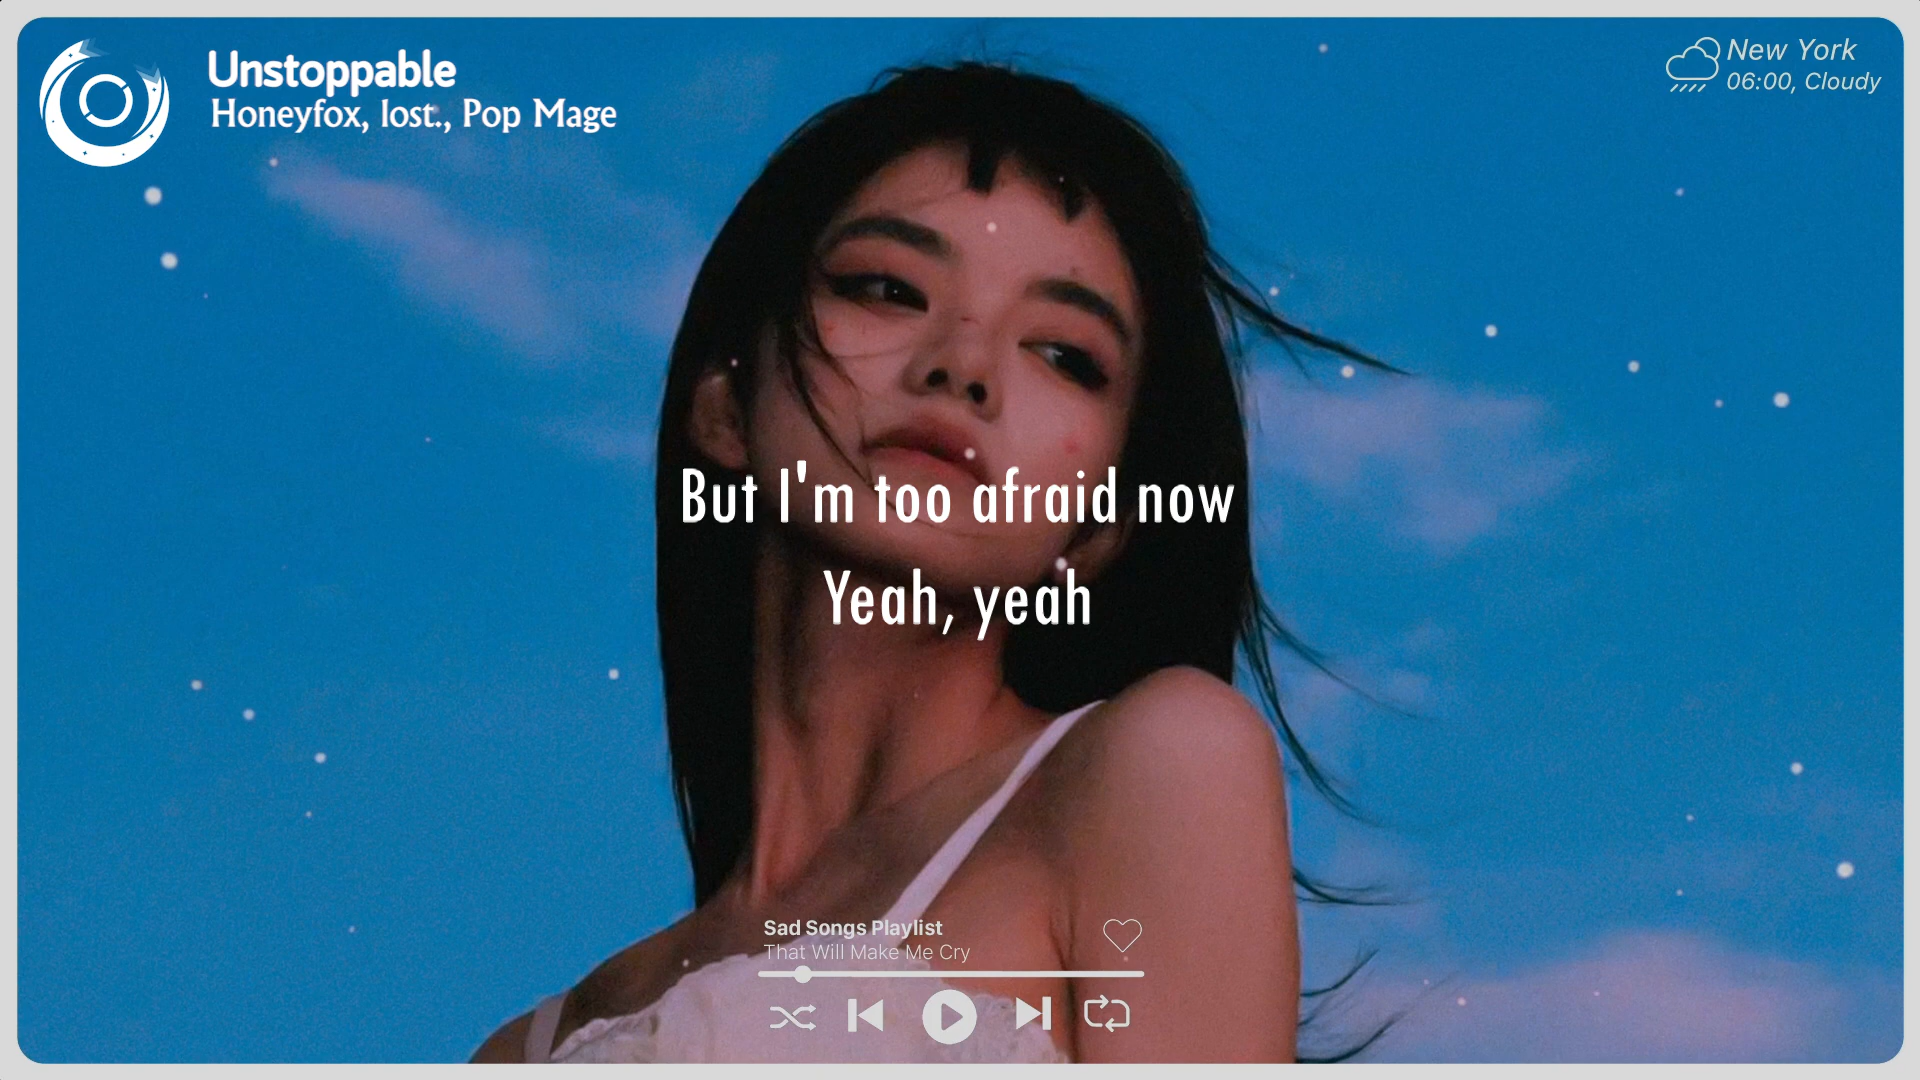 Unstoppable
Honeyfox, lost., Pop Mage
New York
06:00, Cloudy
But I'm too afraid now
Yeah, yeah
Sad Songs Playlist
That Will Make Me Cry